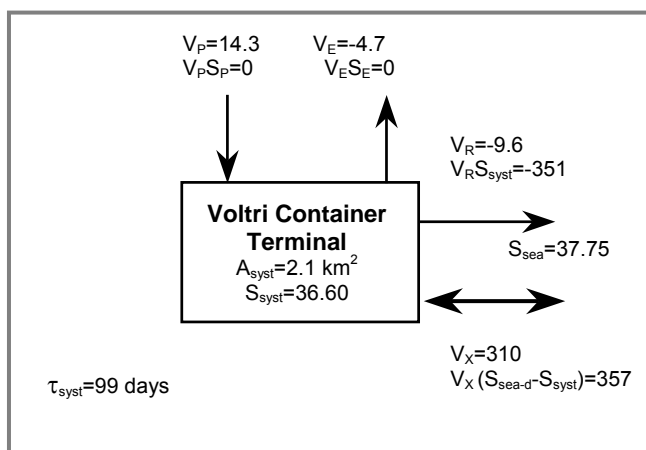 V_P=14.3
V_PS_P=0
V_E=-4.7
V_ES_E=0
V_R=-9.6
V_RS_syst=-351
Voltri Container
Terminal
A_syst=2.1 km²
S_syst=36.60
S_sea=37.75
V_X=310
V_X(S_sea-d-S_syst)=357
τ_syst=99 days